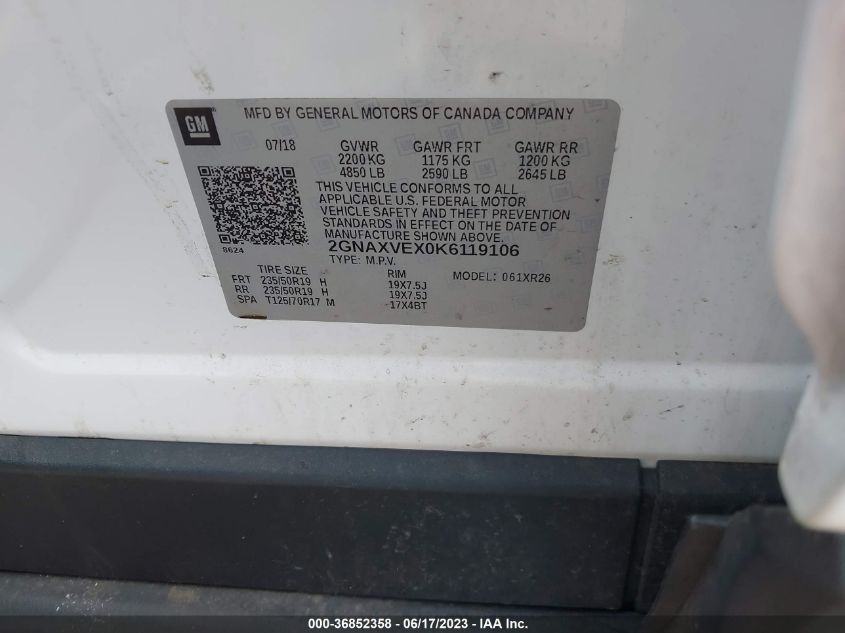 GM
MFD BY GENERAL MOTORS OF CANADA COMPANY
07/18 GVWR GAWR FRT GAWR RR
2200 KG 1175 KG 1200 KG
4850 LB 2590 LB 2645 LB
THIS VEHICLE CONFORMS TO ALL
APPLICABLE U.S. FEDERAL MOTOR
VEHICLE SAFETY AND THEFT PREVENTION
STANDARDS IN EFFECT ON THE DATE OF
MANUFACTURE SHOWN ABOVE.
8624 2GNAXVEX0K6119106
TYPE: M.P.V.
TIRE SIZE RIM MODEL: 061XR26
FRT 235/50R19 H 19X7.5J
RR 235/50R19 H 19X7.5J
SPA T125/70R17 M 17X4BT
000-36852358 - 06/17/2023 - IAA Inc.